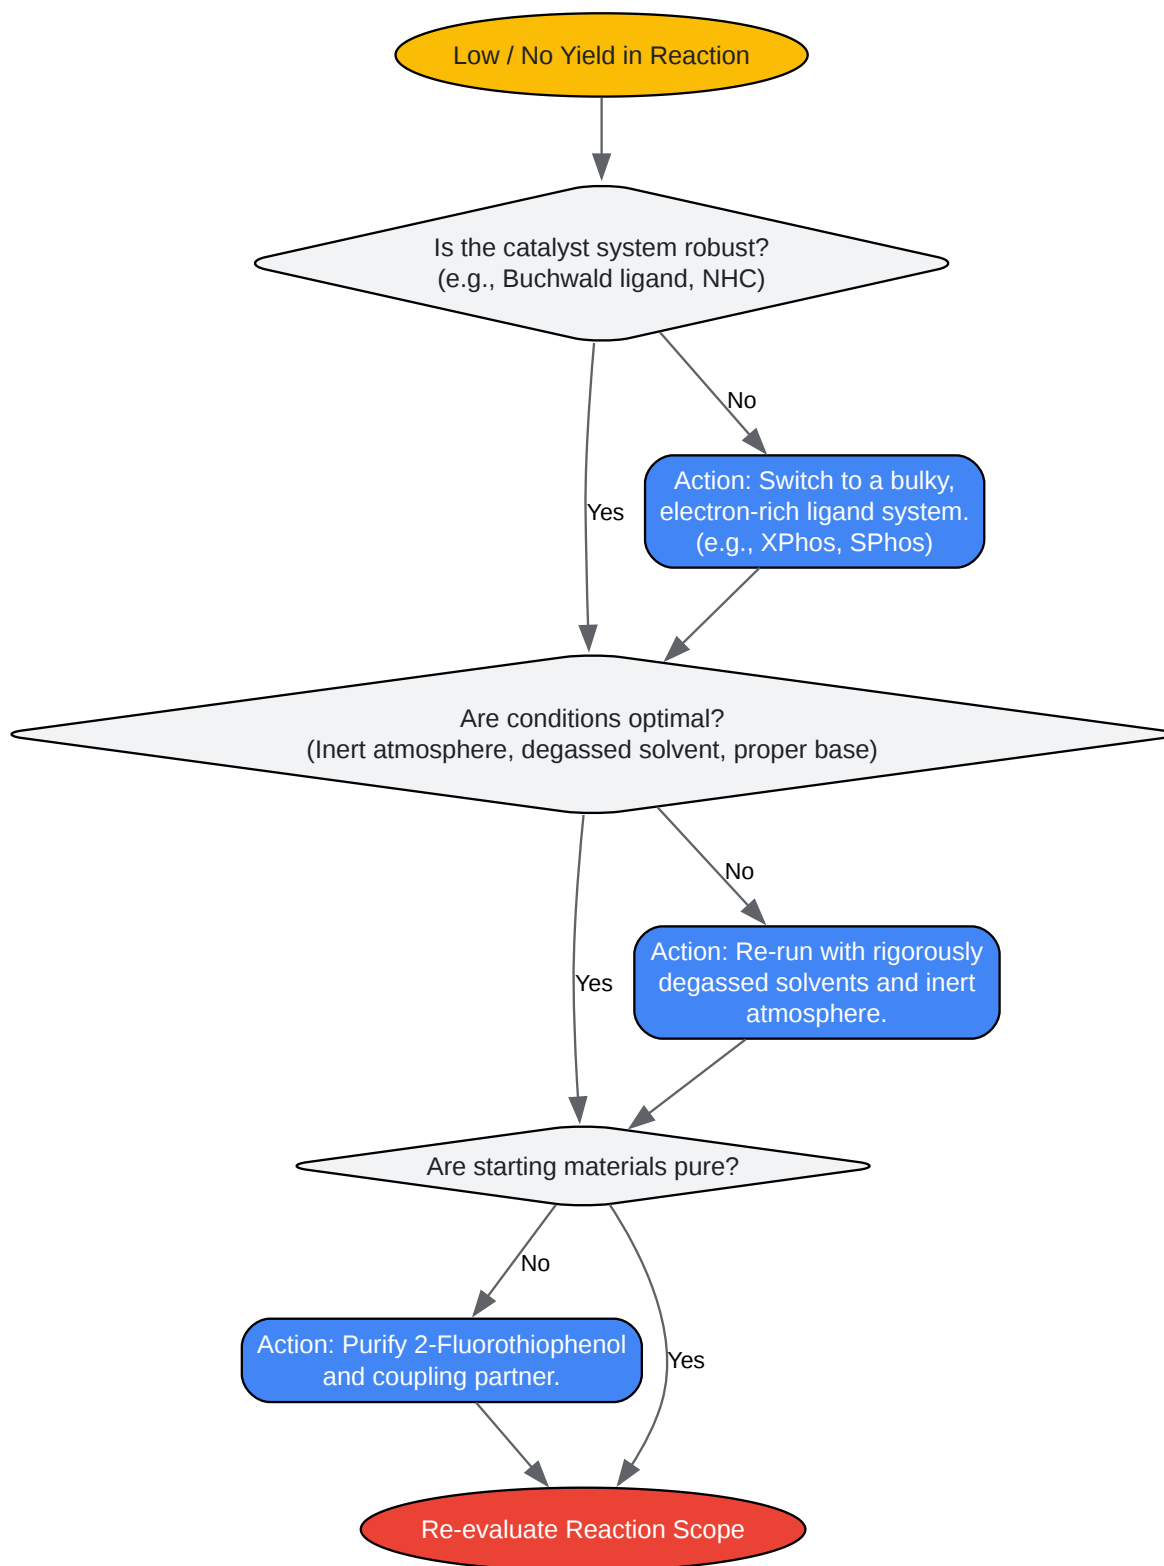 Low / No Yield in Reaction
Is the catalyst system robust?
(e.g., Buchwald ligand, NHC)
No
Action: Switch to a bulky,
electron-rich ligand system.
(e.g., XPhos, SPhos)
Yes
Are conditions optimal?
(Inert atmosphere, degassed solvent, proper base)
No
Action: Re-run with rigorously
degassed solvents and inert
atmosphere.
Yes
Are starting materials pure?
No
Action: Purify 2-Fluorothiophenol
and coupling partner.
Yes
Re-evaluate Reaction Scope